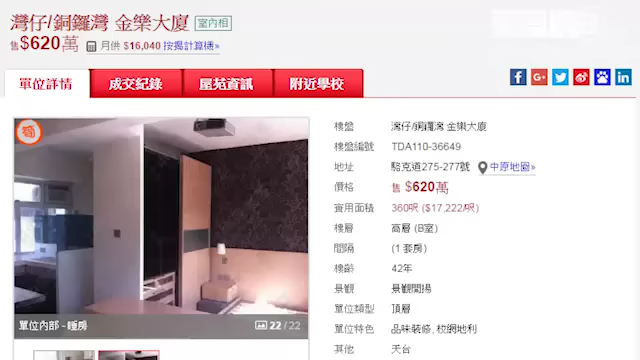 灣仔/銅鑼灣 金樂大廈 室內相
售$620萬 月供 $16,040 按揭計算機»
單位詳情 成交紀錄 屋苑資訊 附近學校
樓盤 灣仔/銅鑼灣 金樂大廈
樓盤編號 TDA110-36649
地址 駱克道275-277號 中原地圖»
價格 售 $620萬
實用面積 360呎 ($17,222/呎)
樓層 高層 (B室)
間隔 (1 套房)
樓齡 42年
景觀 景觀開揚
單位類型 頂層
單位特色 品味裝修, 校網地利
其他 天台
單位內部 - 睡房 22 / 22